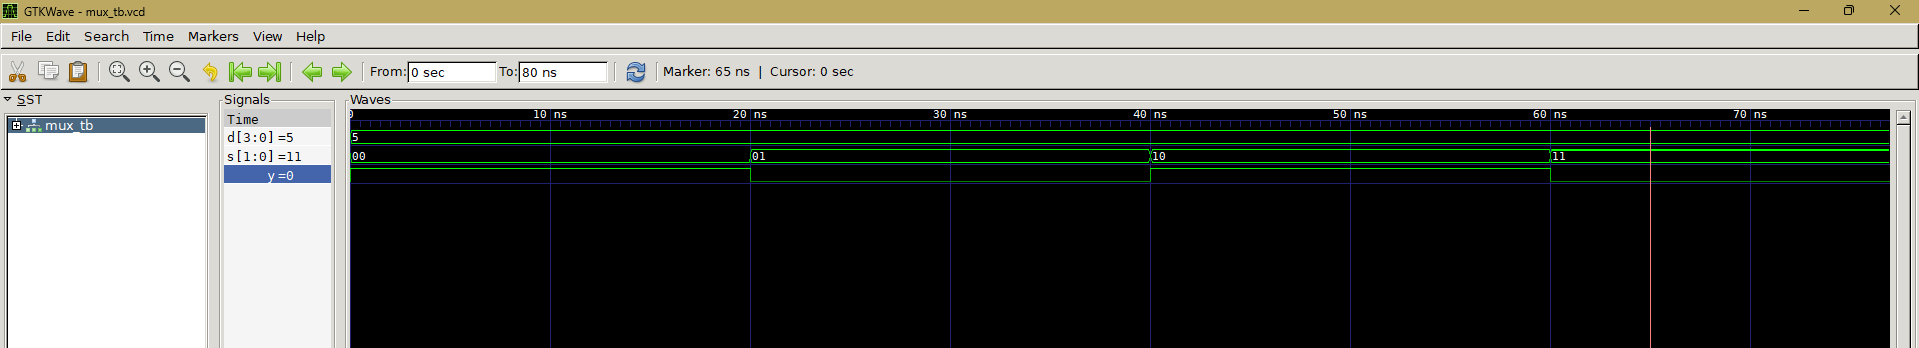 GTKWave - mux_tb.vcd
File Edit Search Time Markers View Help
From: 0 sec To: 80 ns Marker: 65 ns | Cursor: 0 sec
SST Signals Waves
mux_tb
Time 0 10 ns 20 ns 30 ns 40 ns 50 ns 60 ns 70 ns
d[3:0] =5 5
s[1:0] =11 00 01 10 11
y =0